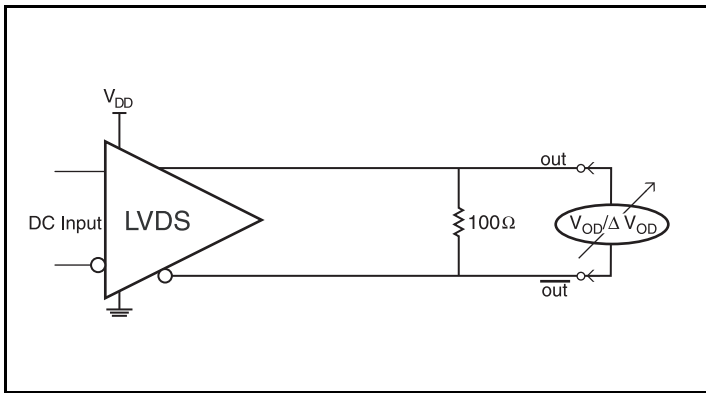 V_DD
out
DC Input
LVDS
100Ω
V_OD/Δ V_OD
out